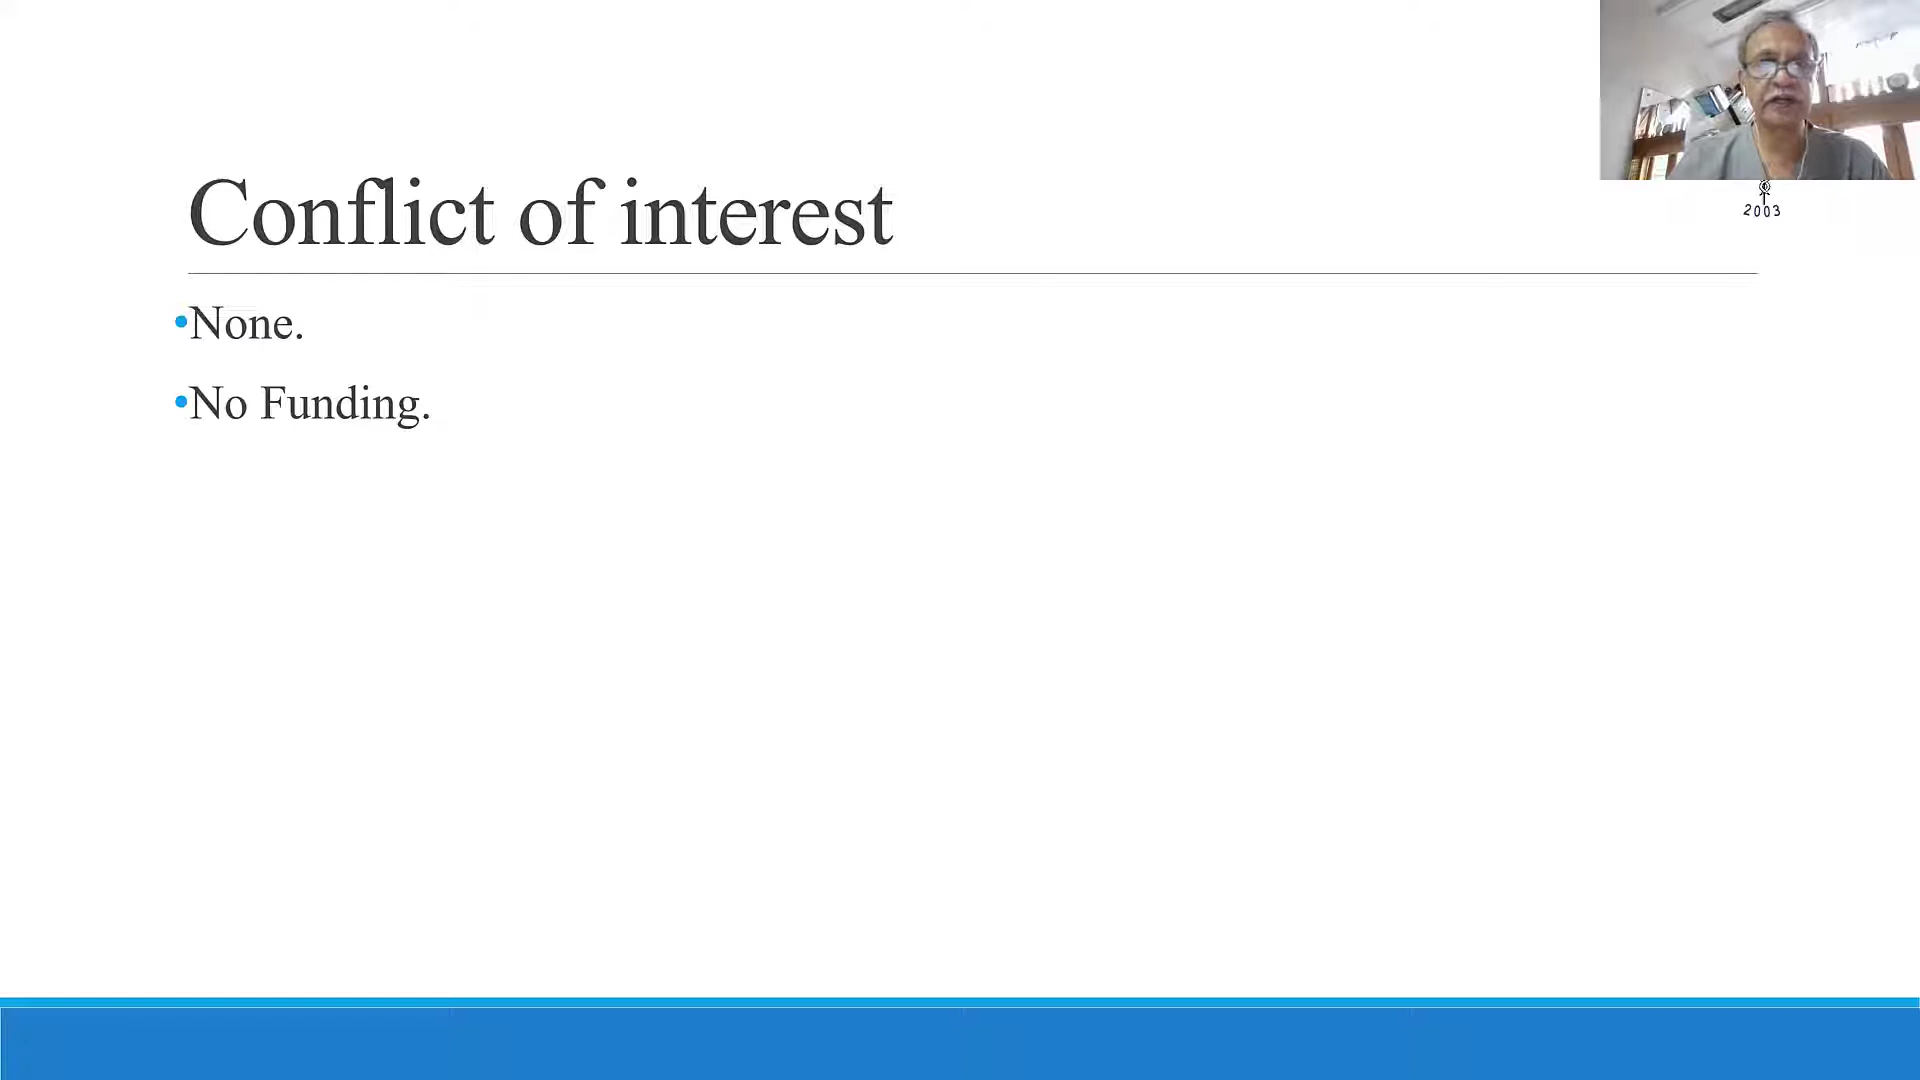 Conflict of interest
2003
•None.
•No Funding.